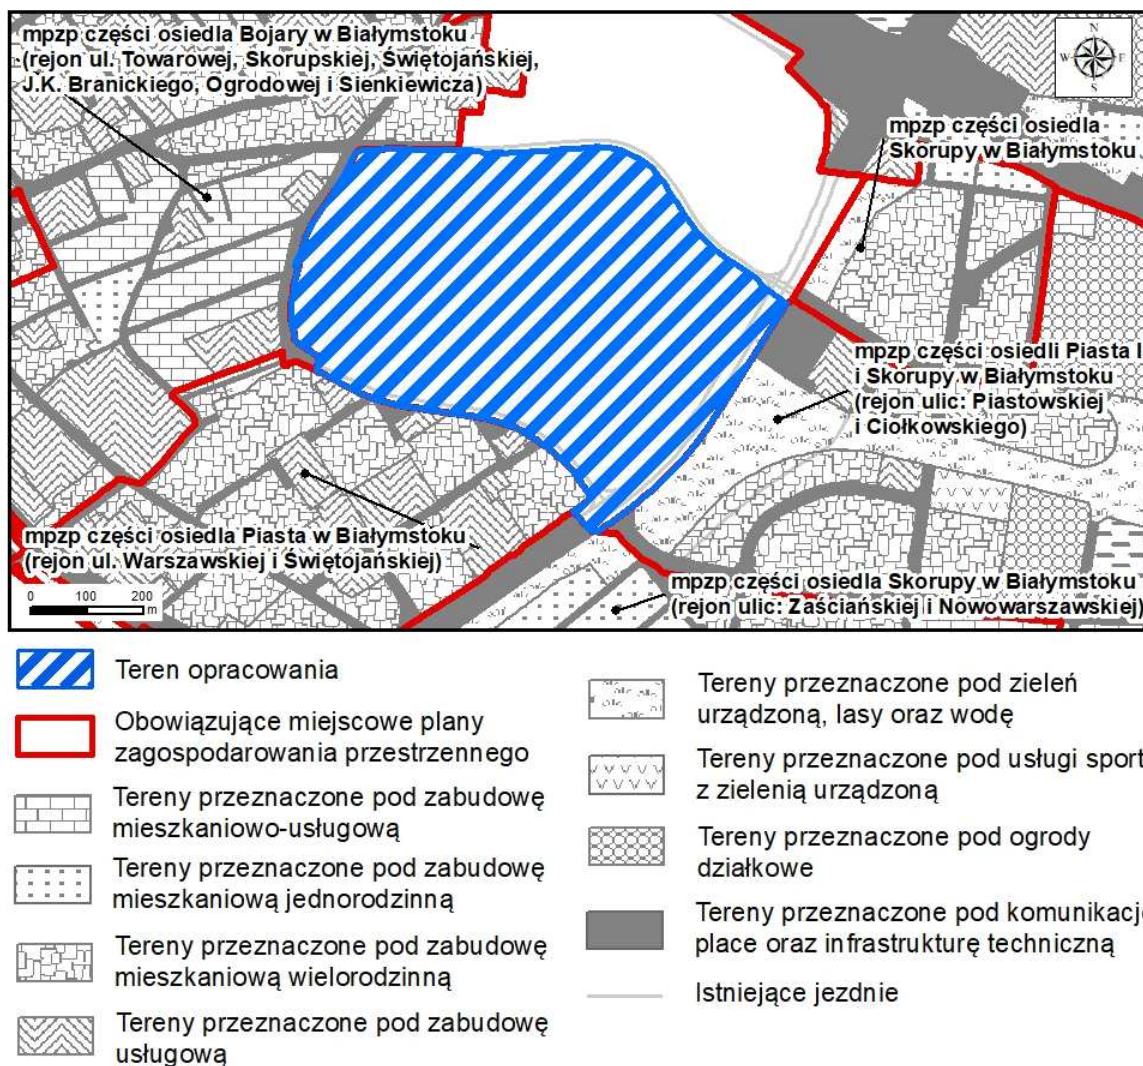 mpzp części osiedla Bojary w Białymstoku
(rejon ul. Towarowej, Skorupskiej, Świętojańskiej,
J.K. Branickiego, Ogrodowej i Sienkiewicza)
N
W E
S
mpzp części osiedla
Skorupy w Białymstoku
mpzp części osiedli Piasta I
i Skorupy w Białymstoku
(rejon ulic: Piastowskiej
i Ciołkowskiego)
mpzp części osiedla Piasta w Białymstoku
(rejon ul. Warszawskiej i Świętojańskiej)
mpzp części osiedla Skorupy w Białymstoku
(rejon ulic: Zaściańskiej i Nowowarszawskiej)
0 100 200
m
Teren opracowania
Obowiązujące miejscowe plany
zagospodarowania przestrzennego
Tereny przeznaczone pod zabudowę
mieszkaniowo-usługową
Tereny przeznaczone pod zabudowę
mieszkaniową jednorodzinną
Tereny przeznaczone pod zabudowę
mieszkaniową wielorodzinną
Tereny przeznaczone pod zabudowę
usługową
Tereny przeznaczone pod zieleń
urządzoną, lasy oraz wodę
Tereny przeznaczone pod usługi sport
z zielenią urządzoną
Tereny przeznaczone pod ogrody
działkowe
Tereny przeznaczone pod komunikację
place oraz infrastrukturę techniczną
Istniejące jezdnie